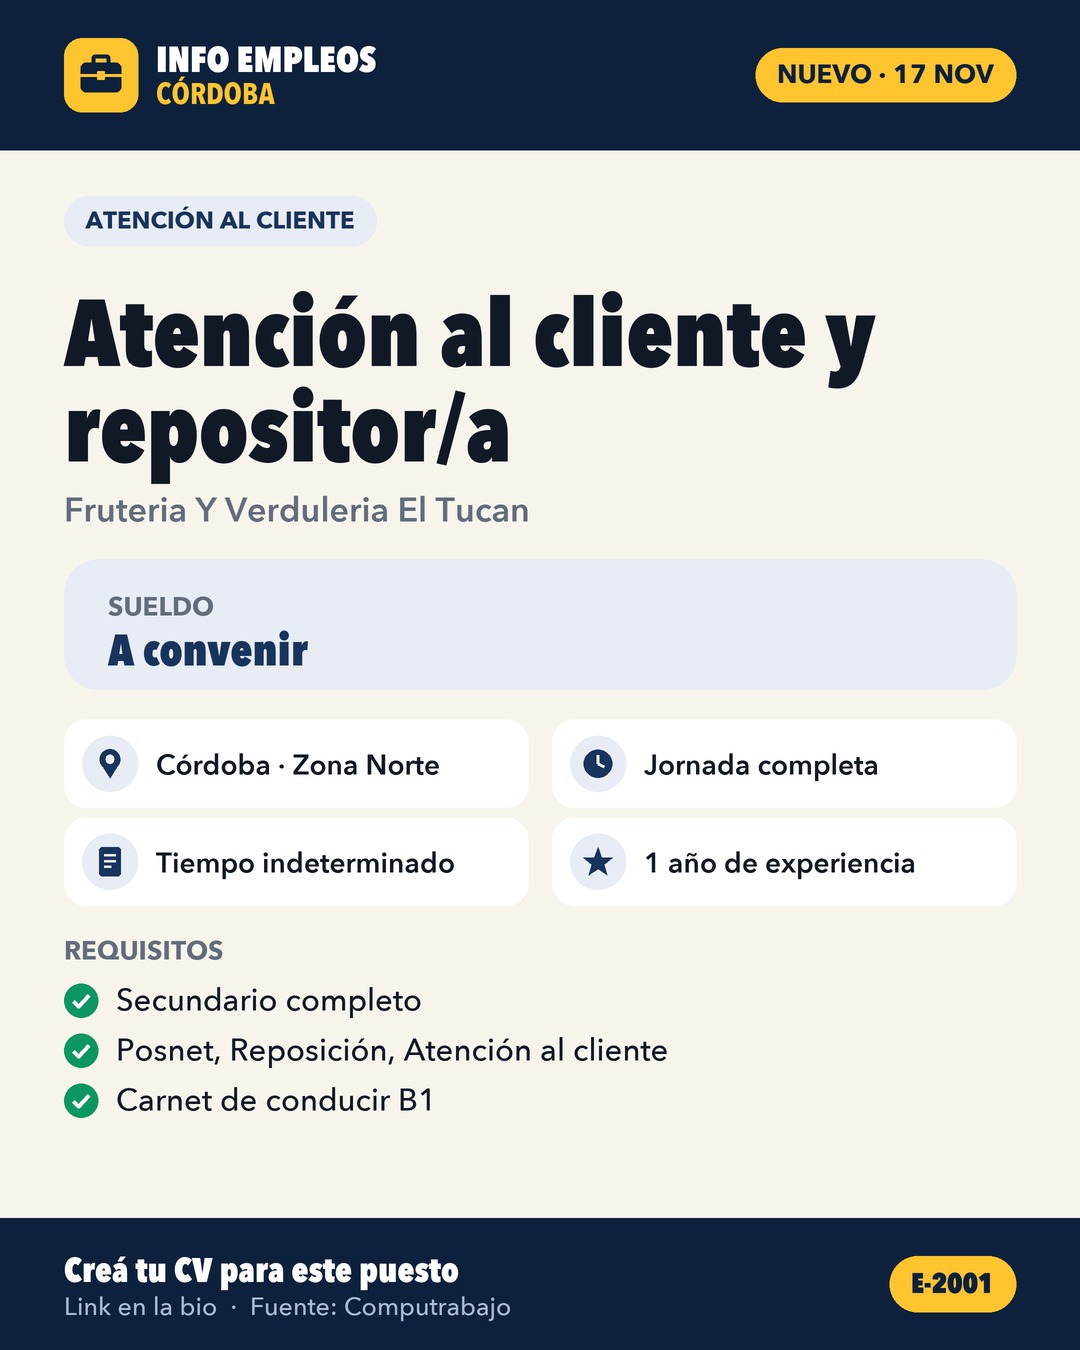 INFO EMPLEOS
CÓRDOBA
NUEVO · 17 NOV
ATENCIÓN AL CLIENTE
Atención al cliente y
repositor/a
Fruteria Y Verduleria El Tucan
SUELDO
A convenir
Córdoba · Zona Norte
Jornada completa
Tiempo indeterminado
1 año de experiencia
REQUISITOS
Secundario completo
Posnet, Reposición, Atención al cliente
Carnet de conducir B1
Creá tu CV para este puesto
Link en la bio · Fuente: Computrabajo
E-2001